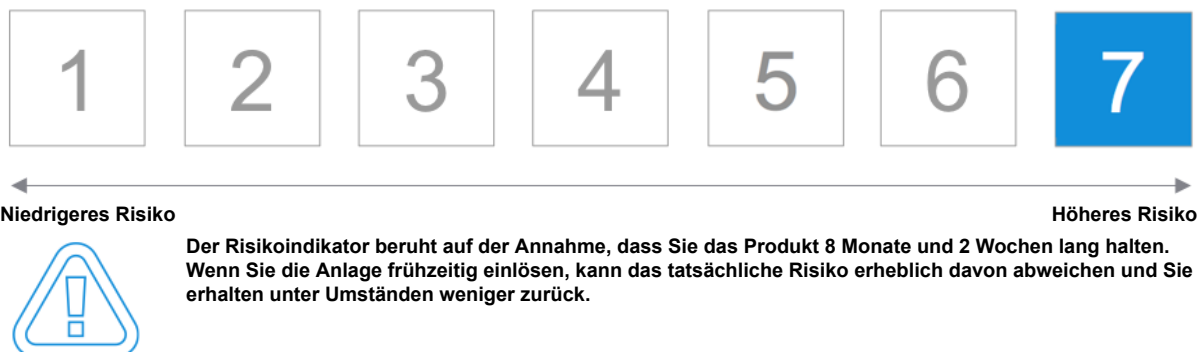 1 2 3 4 5 6 7
Niedrigeres Risiko Höheres Risiko
Der Risikoindikator beruht auf der Annahme, dass Sie das Produkt 8 Monate und 2 Wochen lang halten.
Wenn Sie die Anlage frühzeitig einlösen, kann das tatsächliche Risiko erheblich davon abweichen und Sie
erhalten unter Umständen weniger zurück.